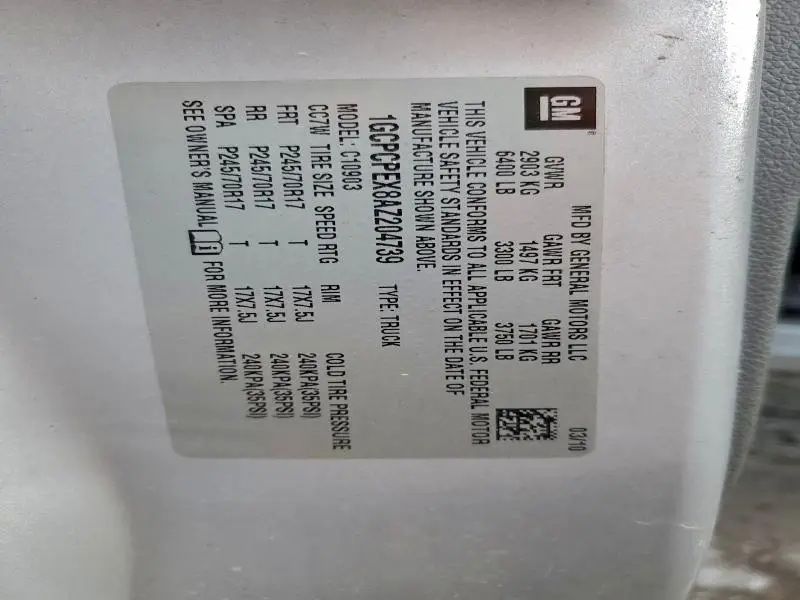 GM
®
MFD BY GENERAL MOTORS LLC 03/10
GVWR GAWR FRT GAWR RR
2903 KG 1497 KG 1701 KG
6400 LB 3300 LB 3750 LB
THIS VEHICLE CONFORMS TO ALL APPLICABLE U.S. FEDERAL MOTOR
VEHICLE SAFETY STANDARDS IN EFFECT ON THE DATE OF
MANUFACTURE SHOWN ABOVE.
1GCPCPEX8AZ204739 TYPE: TRUCK
MODEL: C10903
CC7W TIRE SIZE SPEED RTG RIM COLD TIRE PRESSURE
FRT P245/70R17 T 17X7.5J 240KPA(35PSI)
RR P245/70R17 T 17X7.5J 240KPA(35PSI)
SPA P245/70R17 T 17X7.5J 240KPA(35PSI)
SEE OWNER'S MANUAL FOR MORE INFORMATION.